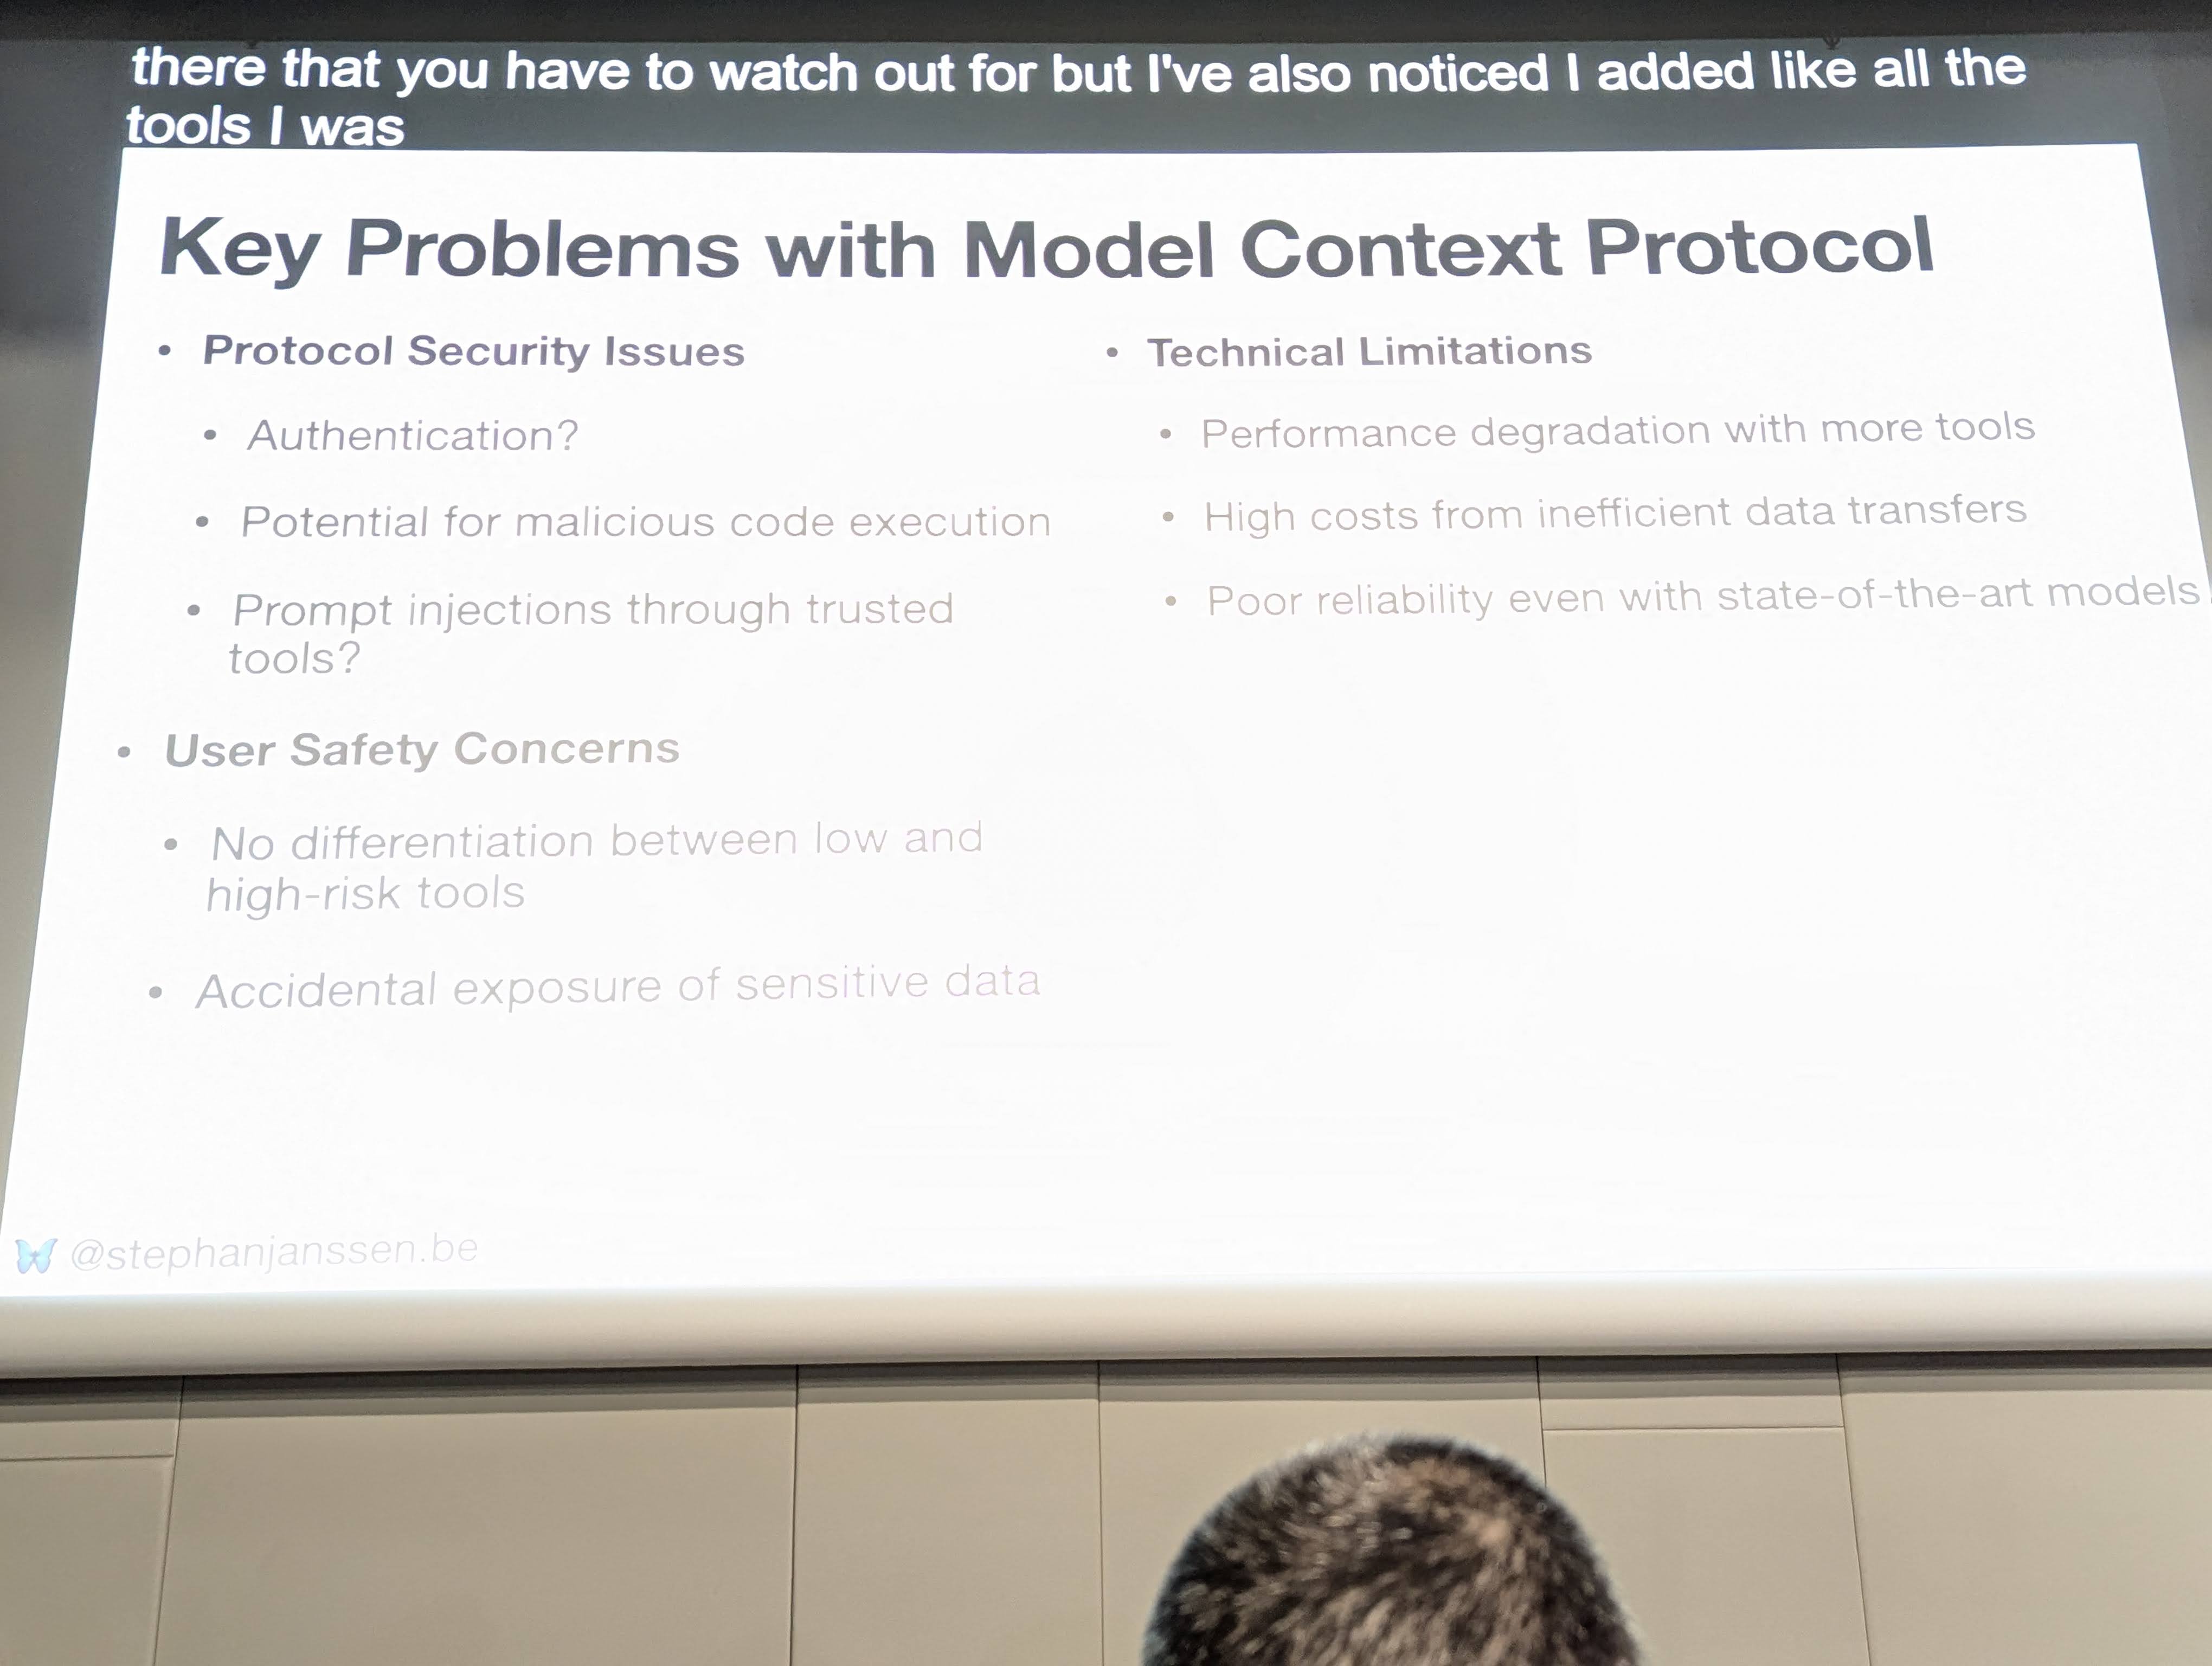 there that you have to watch out for but I've also noticed I added like all the
tools I was
Key Problems with Model Context Protocol
• Protocol Security Issues
• Authentication?
• Potential for malicious code execution
• Prompt injections through trusted
tools?
• User Safety Concerns
• No differentiation between low and
high-risk tools
• Accidental exposure of sensitive data
• Technical Limitations
• Performance degradation with more tools
• High costs from inefficient data transfers
• Poor reliability even with state-of-the-art models
@stephanjanssen.be